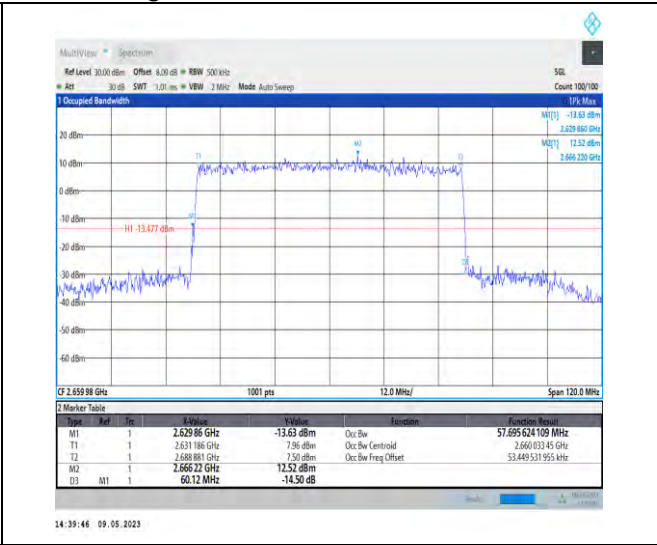 MultiView Spectrum
Ref Level 30.00 dBm Offset 8.09 dB RBW 500 kHz SGL
Att 30 dB SWT 1.01 ms VBW 2 MHz Mode Auto Sweep Count 100/100
1 Occupied Bandwidth 1Pk Max
M1[1] -13.63 dBm
2.629 860 GHz
M2[1] 12.52 dBm
2.666 220 GHz
20 dBm
M2
T1
10 dBm
0 dBm
-10 dBm
M1
H1 -13.477 dBm
-20 dBm
-30 dBm
-40 dBm
-50 dBm
-60 dBm
CF 2.659 98 GHz 1001 pts 12.0 MHz/ Span 120.0 MHz
2 Marker Table
Type Ref Trc X-Value Y-Value Function Function Result
M1 1 2.629 86 GHz -13.63 dBm Occ Bw 57.695 624 109 MHz
T1 1 2.631 186 GHz 7.96 dBm Occ Bw Centroid 2.660 033 45 GHz
T2 1 2.688 881 GHz 7.50 dBm Occ Bw Freq Offset 53.449 531 955 kHz
M2 1 2.666 22 GHz 12.52 dBm
D3 M1 1 60.12 MHz -14.50 dB
14:39:46 09.05.2023